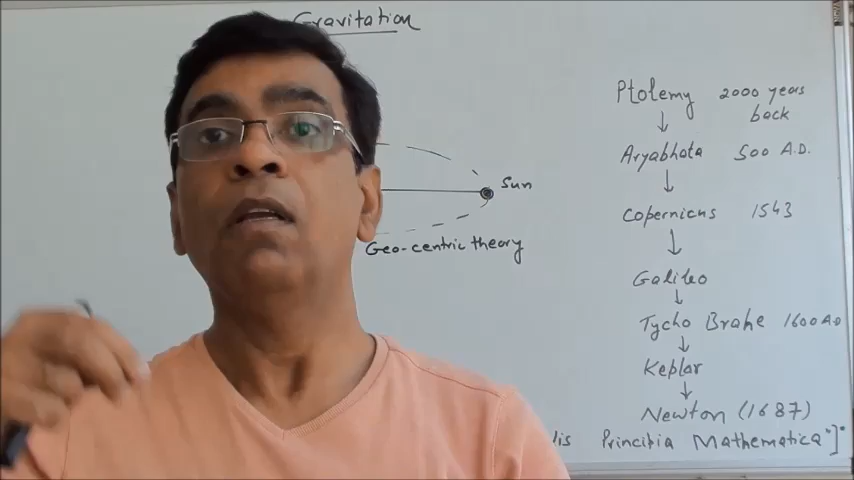 Gravitation
Sun
Geo-centric theory
Ptolemy 2000 years
back
Aryabhata 500 A.D.
Copernicus 1543
Galileo
Tycho Brahe 1600 AD
Keplar
Newton (1687)
Principia Mathematica"]"